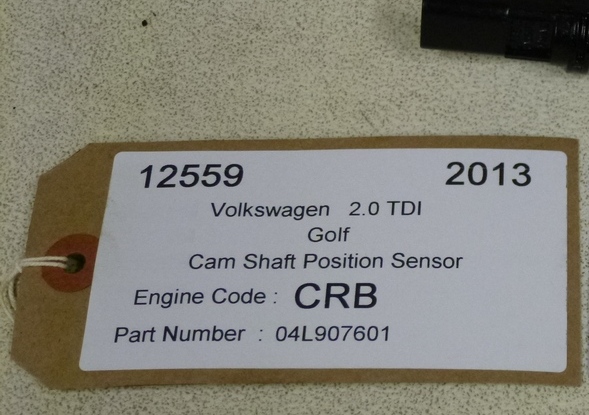 12559 2013
Volkswagen 2.0 TDI
Golf
Cam Shaft Position Sensor
Engine Code : CRB
Part Number : 04L907601